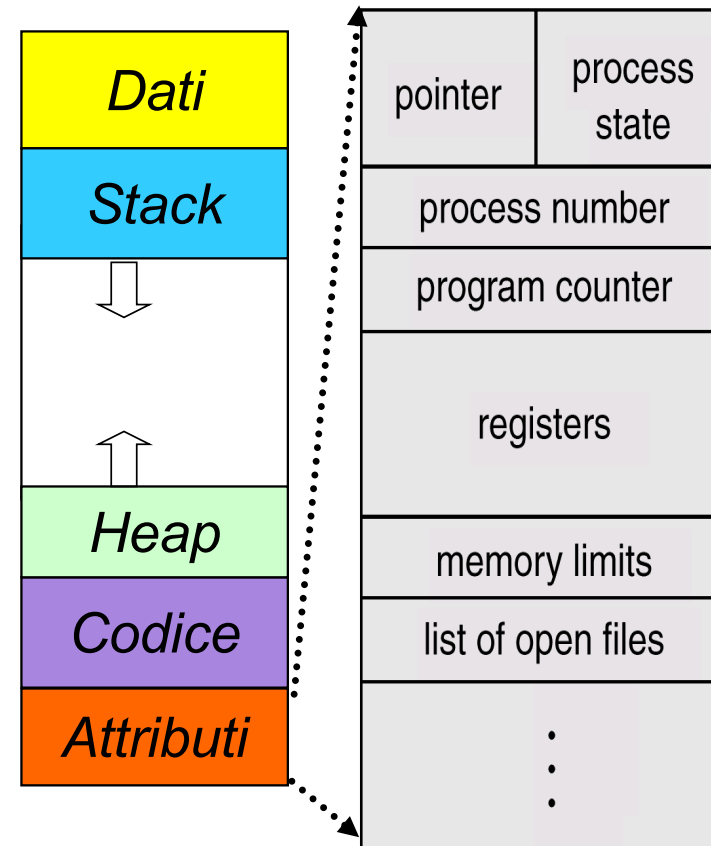 Dati
Stack
Heap
Codice
Attributi
pointer
process
state
process number
program counter
registers
memory limits
list of open files